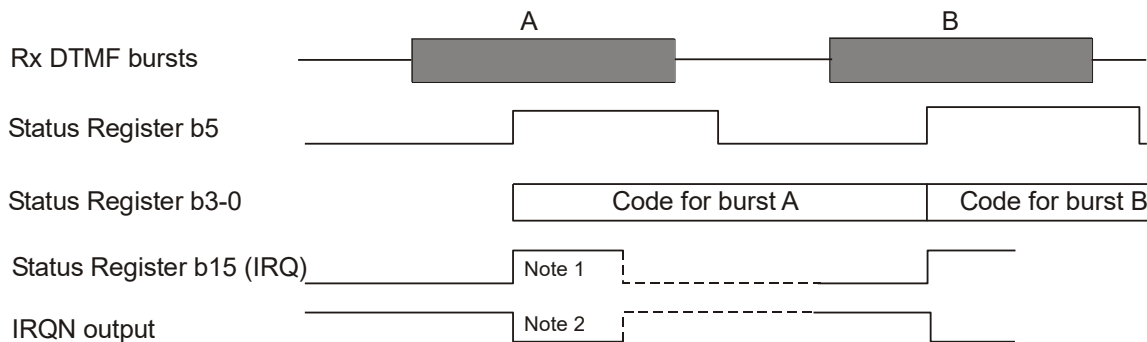 A B
Rx DTMF bursts
Status Register b5
Status Register b3-0 Code for burst A Code for burst B
Status Register b15 (IRQ) Note 1
IRQN output Note 2